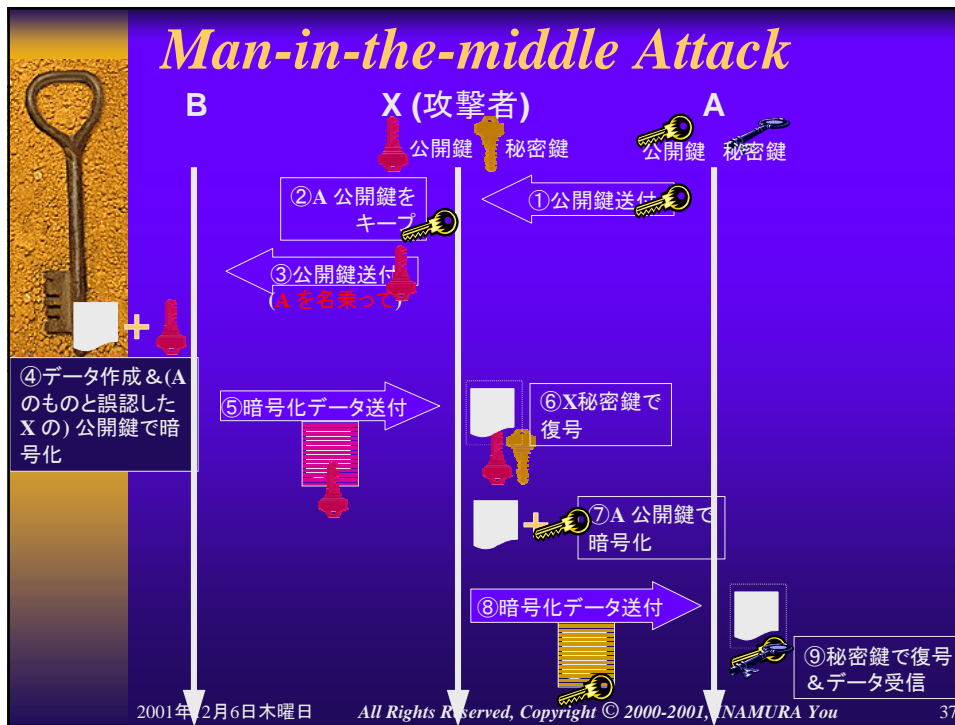 Man-in-the-middle Attack
B
X (攻撃者)
A
公開鍵 秘密鍵
公開鍵 秘密鍵
①公開鍵送付
②A 公開鍵を
キープ
③公開鍵送付
(A を名乗って)
④データ作成&(A
のものと誤認した
X の) 公開鍵で暗
号化
⑤暗号化データ送付
⑥X秘密鍵で
復号
⑦A 公開鍵で
暗号化
⑧暗号化データ送付
⑨秘密鍵で復号
&データ受信
2001年12月6日木曜日
All Rights Reserved, Copyright © 2000-2001, INAMURA You
37